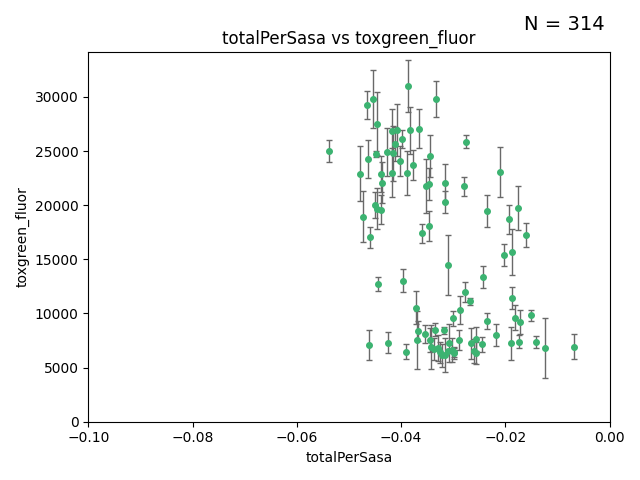 N = 314
totalPerSasa vs toxgreen_fluor
toxgreen_fluor
30000
25000
20000
15000
10000
5000
0
−0.10 −0.08 −0.06 −0.04 −0.02 0.00
totalPerSasa